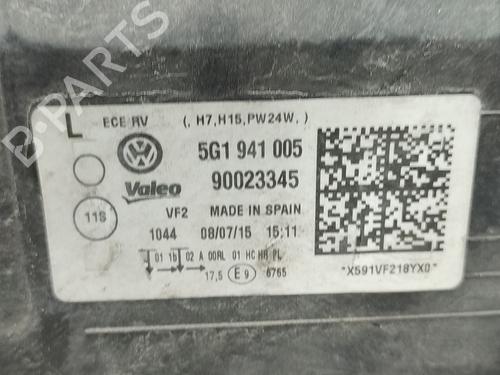 L ECE RV (, H7,H15,PW24W, )
5G1 941 005
Valeo 90023345
11S VF2 MADE IN SPAIN
1044 08/07/15 15:11
01 1b 02 A 00RL 01 HC HR PL
17,5 E9 6765
*X591VF218YX0*
B-PARTS